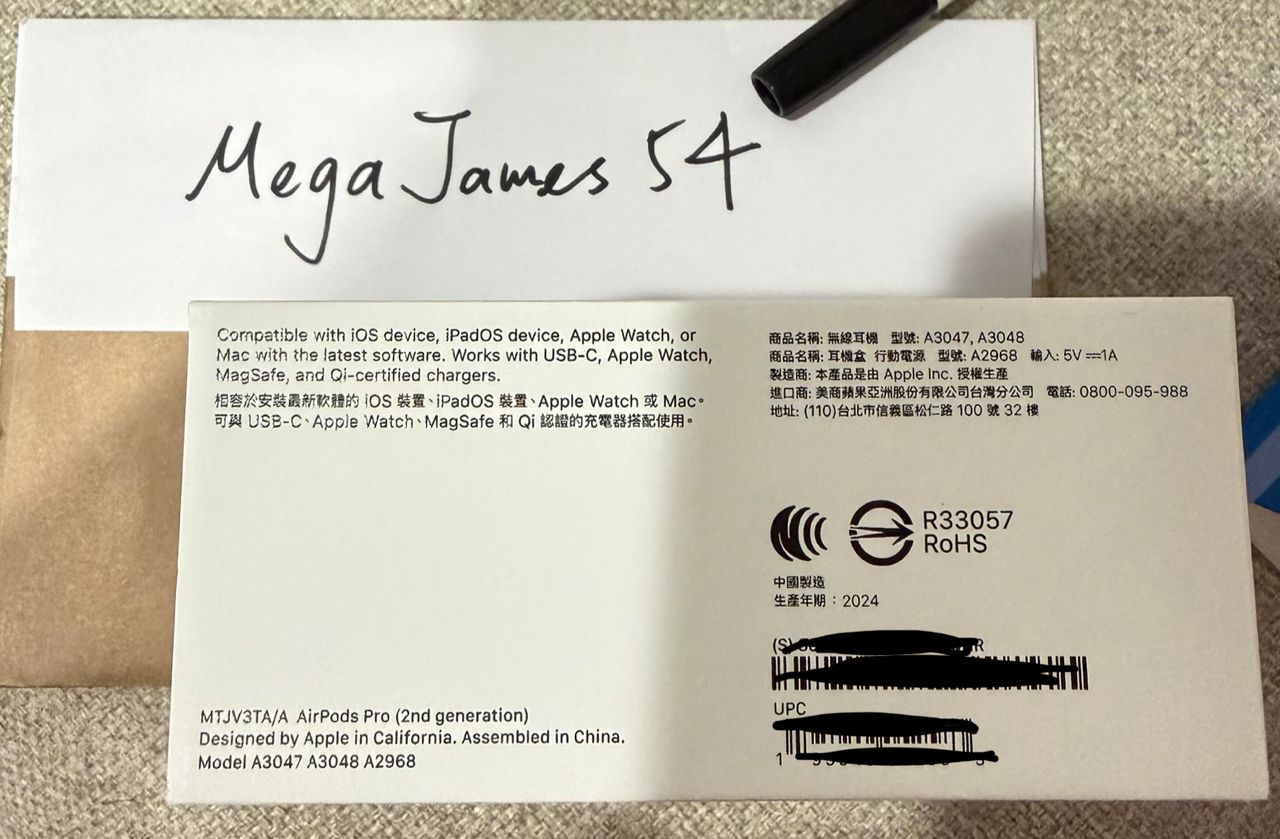 Mega James 54
Compatible with iOS device, iPadOS device, Apple Watch, or
Mac with the latest software. Works with USB-C, Apple Watch,
MagSafe, and Qi-certified chargers.
相容於安裝最新軟體的 iOS 裝置、iPadOS 裝置、Apple Watch 或 Mac。
可與 USB-C、Apple Watch、MagSafe 和 Qi 認證的充電器搭配使用。
MTJV3TA/A AirPods Pro (2nd generation)
Designed by Apple in California. Assembled in China.
Model A3047 A3048 A2968
商品名稱: 無線耳機 型號: A3047, A3048
商品名稱: 耳機盒 行動電源 型號: A2968 輸入: 5V ⎓1A
製造商: 本產品是由 Apple Inc. 授權生產
進口商: 美商蘋果亞洲股份有限公司台灣分公司 電話: 0800-095-988
地址: (110)台北市信義區松仁路 100 號 32 樓
R33057
RoHS
中國製造
生產年期：2024
(S)
UPC